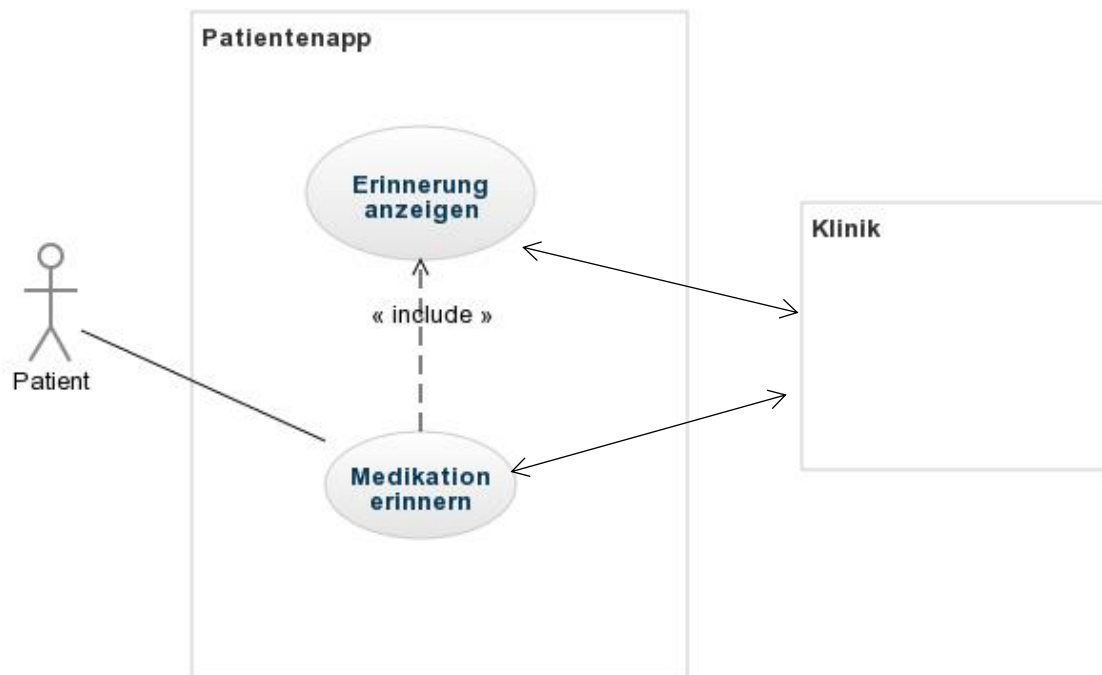 Patientenapp
Erinnerung
anzeigen
Klinik
« include »
Patient
Medikation
erinnern